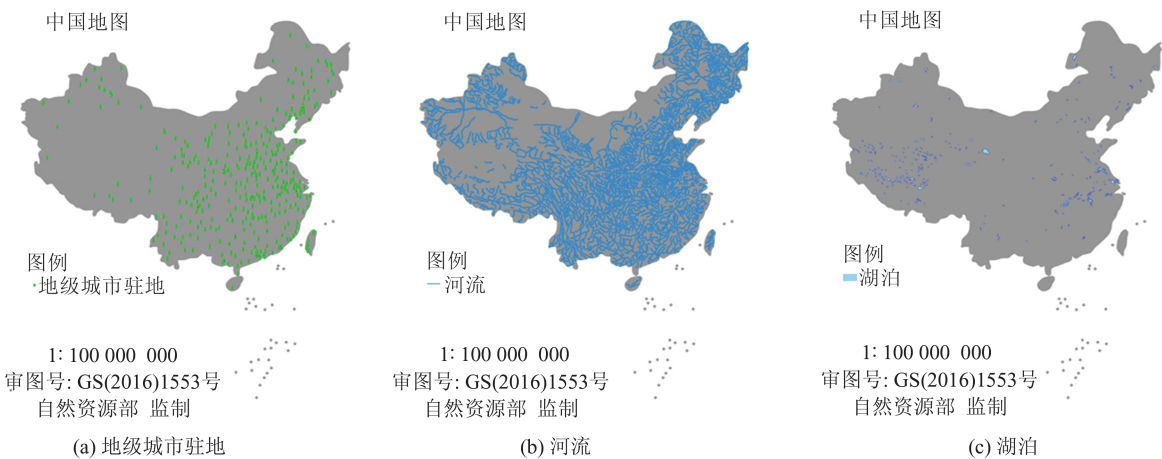 中国地图
图例
地级城市驻地
1: 100 000 000
审图号: GS(2016)1553号
自然资源部 监制
(a) 地级城市驻地
中国地图
图例
河流
1: 100 000 000
审图号: GS(2016)1553号
自然资源部 监制
(b) 河流
中国地图
图例
湖泊
1: 100 000 000
审图号: GS(2016)1553号
自然资源部 监制
(c) 湖泊